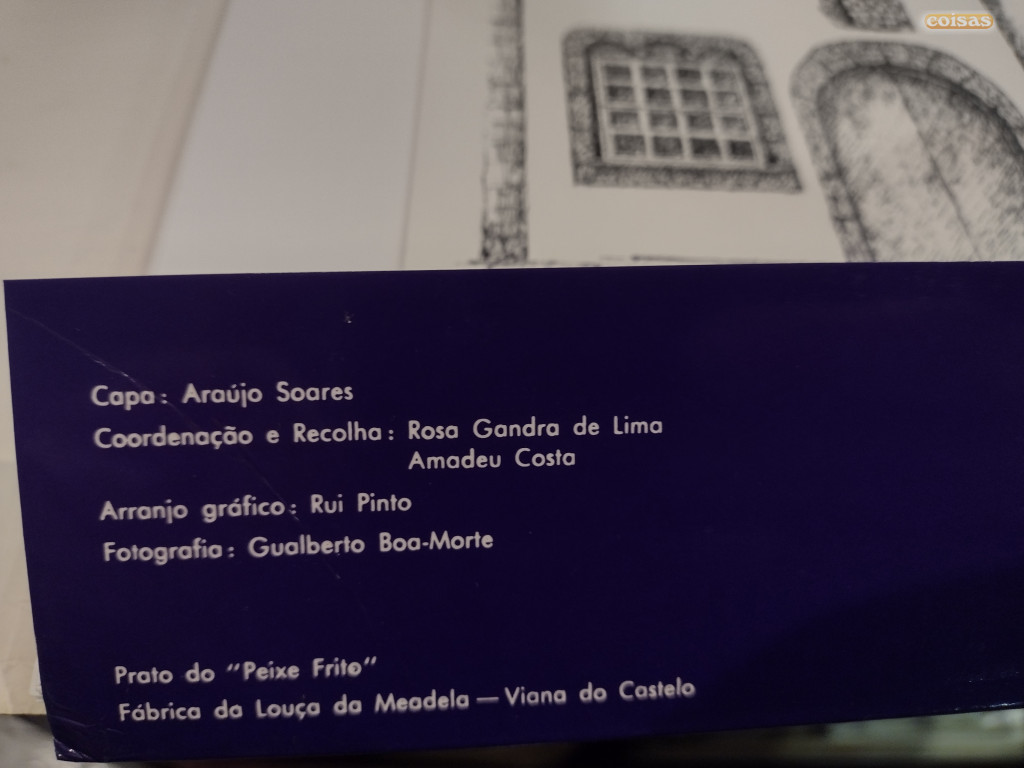 coisas
Capa: Araújo Soares
Coordenação e Recolha: Rosa Gandra de Lima
Amadeu Costa
Arranjo gráfico: Rui Pinto
Fotografia: Gualberto Boa-Morte
Prato do "Peixe Frito"
Fábrica da Louça da Meadela — Viana do Castelo